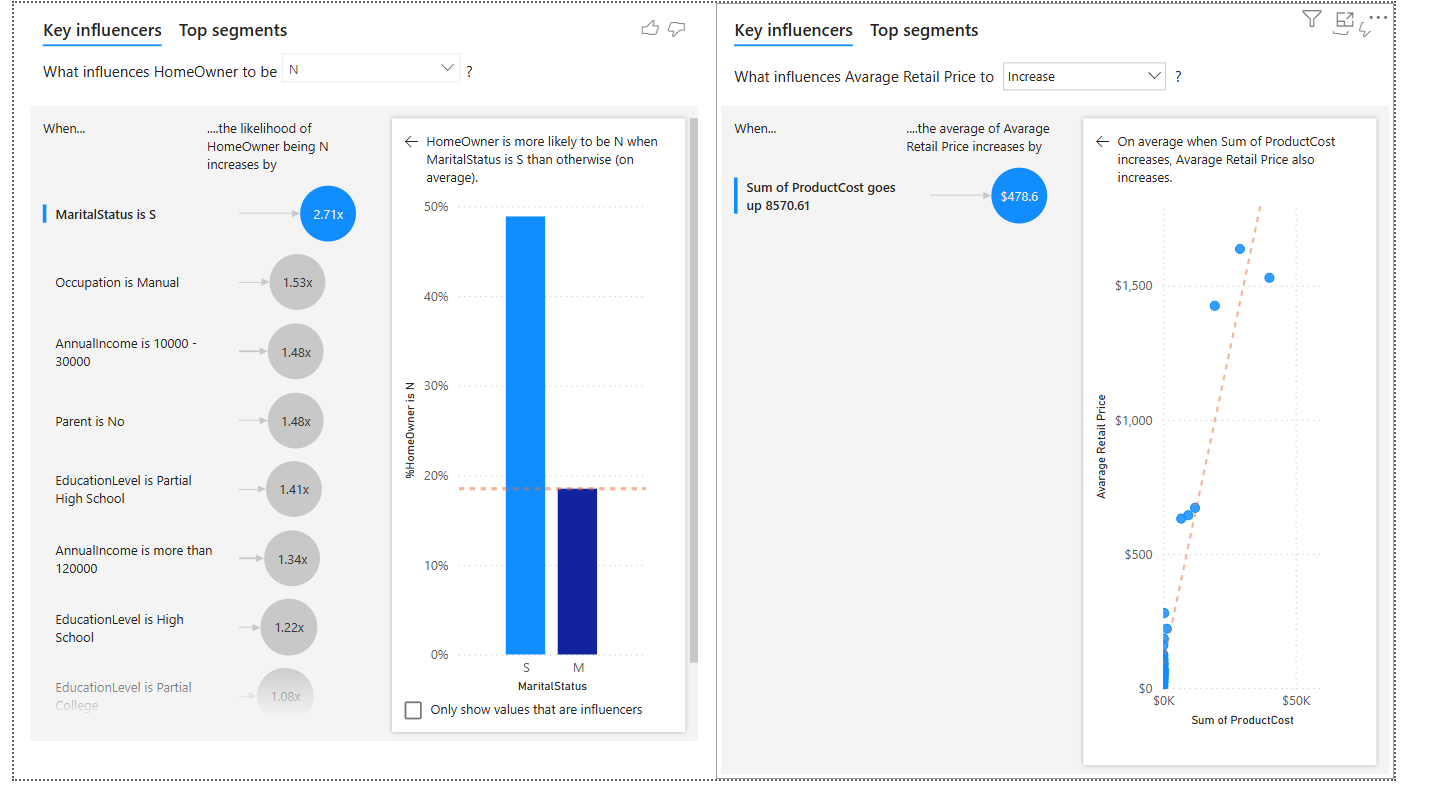 Key influencers Top segments
What influences HomeOwner to be N ?
When...
....the likelihood of
HomeOwner being N
increases by
MaritalStatus is S
2.71x
Occupation is Manual
1.53x
AnnualIncome is 10000 -
30000
1.48x
Parent is No
1.48x
EducationLevel is Partial
High School
1.41x
AnnualIncome is more than
120000
1.34x
EducationLevel is High
School
1.22x
EducationLevel is Partial
College
1.08x
HomeOwner is more likely to be N when
MaritalStatus is S than otherwise (on
average).
50%
40%
30%
20%
10%
0%
%HomeOwner is N
S M
MaritalStatus
Only show values that are influencers
Key influencers Top segments
What influences Avarage Retail Price to Increase ?
When...
....the average of Avarage
Retail Price increases by
Sum of ProductCost goes
up 8570.61
$478.6
On average when Sum of ProductCost
increases, Avarage Retail Price also
increases.
$1,500
$1,000
$500
$0
Avarage Retail Price
$0K $50K
Sum of ProductCost